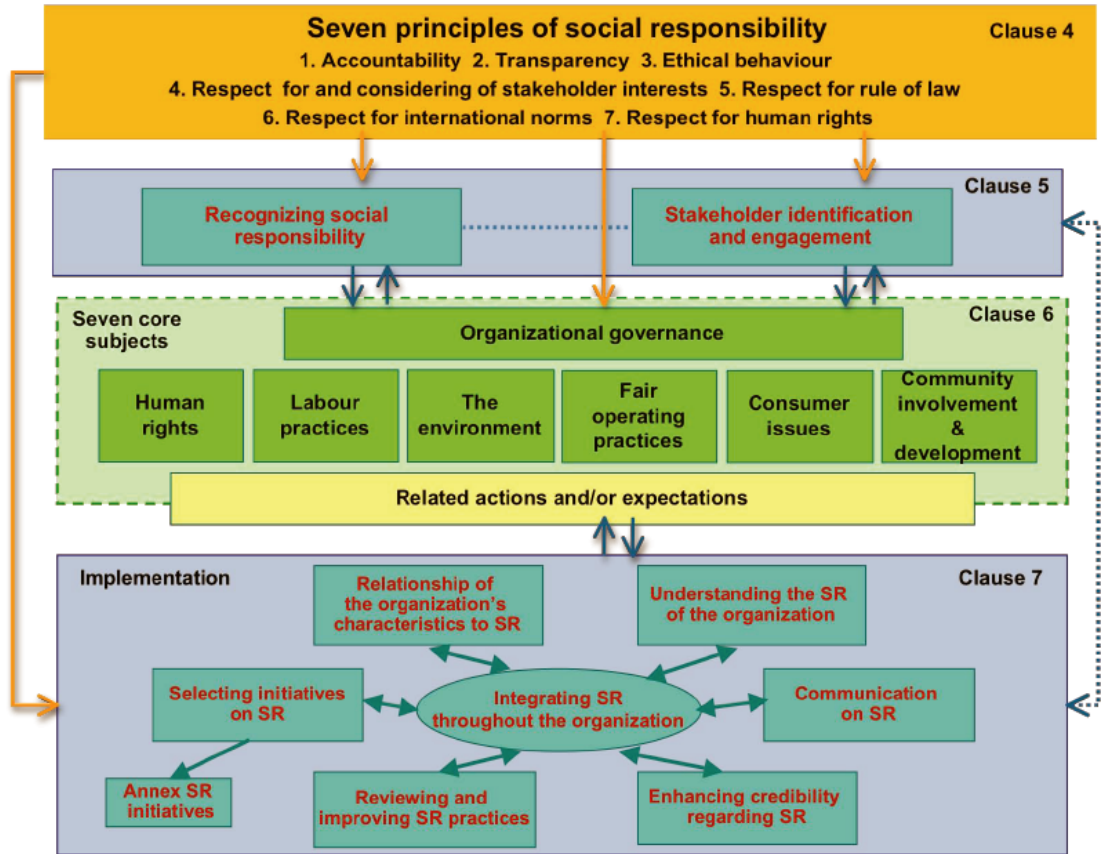 Seven principles of social responsibility
Clause 4
1. Accountability 2. Transparency 3. Ethical behaviour
4. Respect for and considering of stakeholder interests 5. Respect for rule of law
6. Respect for international norms 7. Respect for human rights
Clause 5
Recognizing social
responsibility
Stakeholder identification
and engagement
Seven core
subjects
Clause 6
Organizational governance
Human
rights
Labour
practices
The
environment
Fair
operating
practices
Consumer
issues
Community
involvement
&
development
Related actions and/or expectations
Implementation
Clause 7
Relationship of
the organization's
characteristics to SR
Understanding the SR
of the organization
Selecting initiatives
on SR
Integrating SR
throughout the organization
Communication
on SR
Annex SR
initiatives
Reviewing and
improving SR practices
Enhancing credibility
regarding SR